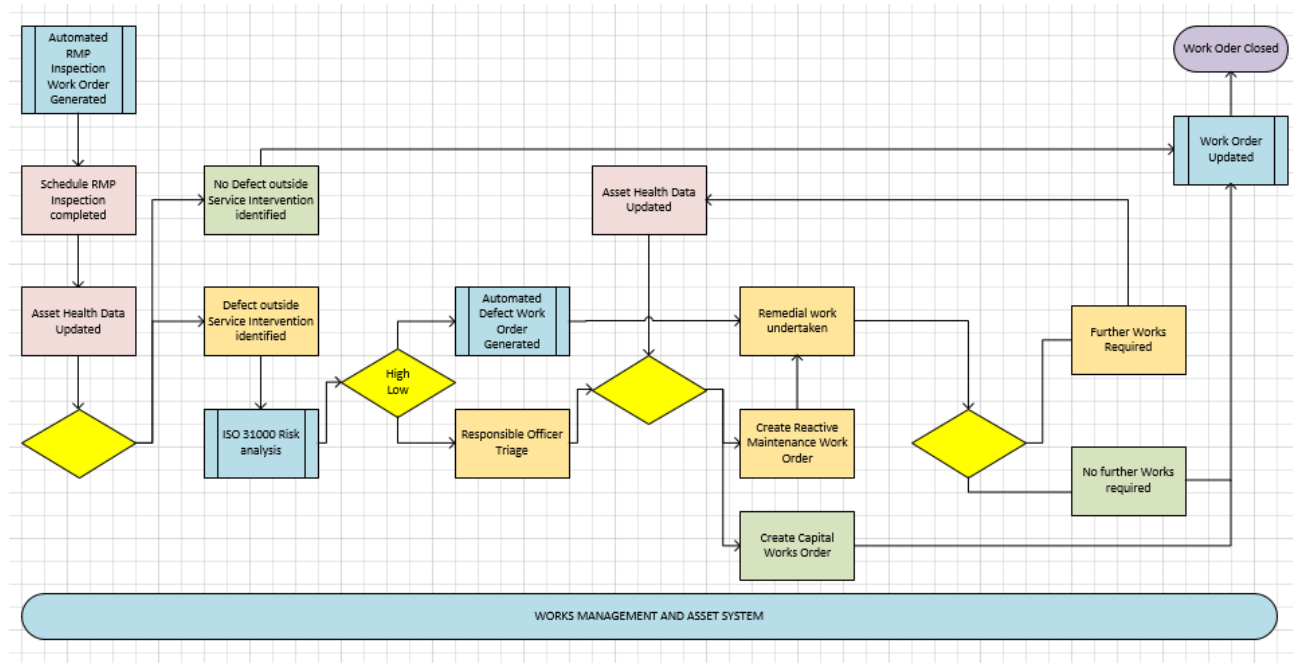 Automated
RMP
Inspection
Work Order
Generated
Work Oder Closed
Work Order
Updated
Schedule RMP
Inspection
completed
No Defect outside
Service Intervention
identified
Asset Health Data
Updated
Asset Health Data
Updated
Defect outside
Service Intervention
identified
Automated
Defect Work
Order
Generated
Remedial work
undertaken
Further Works
Required
High
Low
ISO 31000 Risk
analysis
Responsible Officer
Triage
Create Reactive
Maintenance Work
Order
No further Works
required
Create Capital
Works Order
WORKS MANAGEMENT AND ASSET SYSTEM